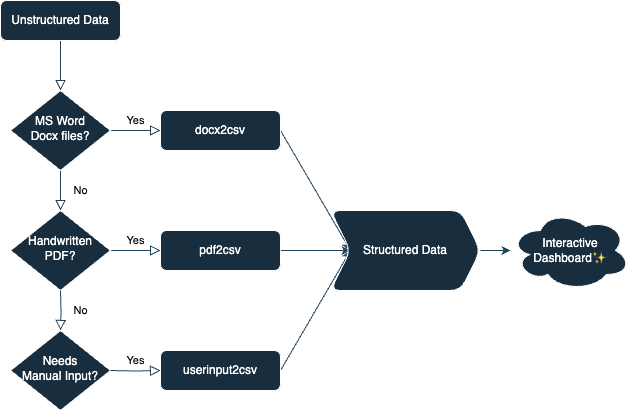 Unstructured Data
MS Word
Docx files?
Yes
docx2csv
No
Handwritten
PDF?
Yes
pdf2csv
Structured Data
Interactive
Dashboard✨
No
Needs
Manual Input?
Yes
userinput2csv